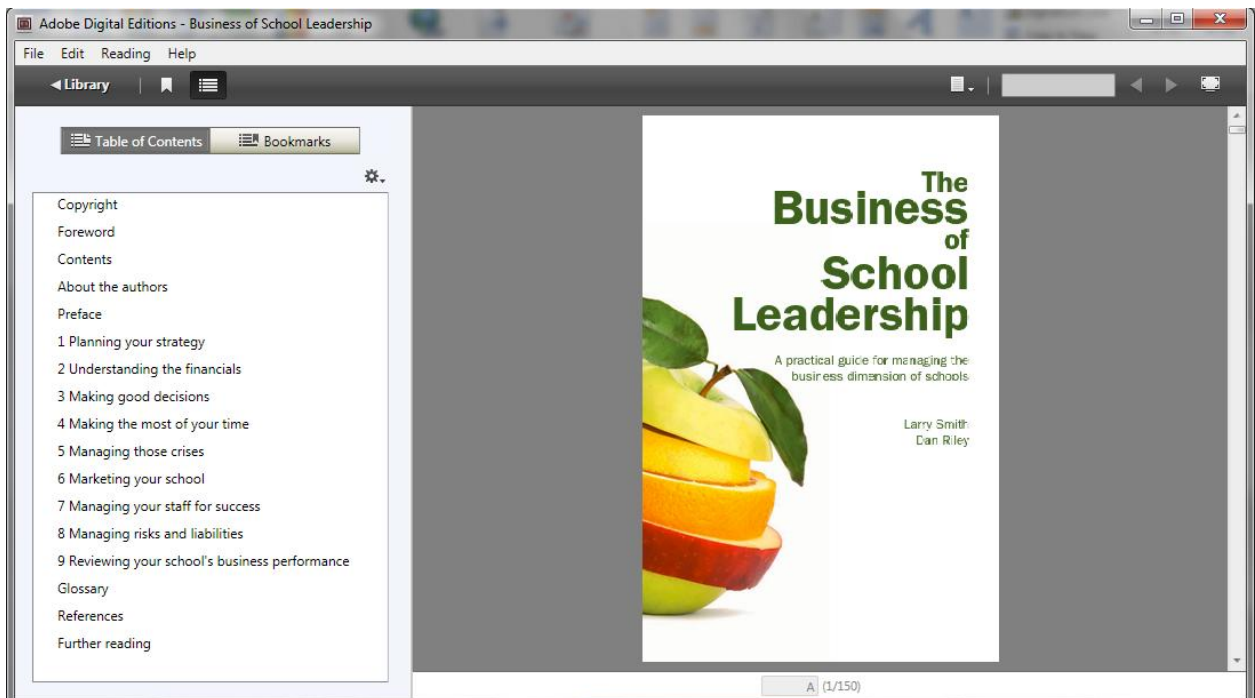 Adobe Digital Editions - Business of School Leadership
File Edit Reading Help
Library
Table of Contents Bookmarks
Copyright
Foreword
Contents
About the authors
Preface
1 Planning your strategy
2 Understanding the financials
3 Making good decisions
4 Making the most of your time
5 Managing those crises
6 Marketing your school
7 Managing your staff for success
8 Managing risks and liabilities
9 Reviewing your school's business performance
Glossary
References
Further reading
The
Business
of
School
Leadership
A practical guide for managing the
business dimension of schools
Larry Smith
Dan Riley
A (1/150)